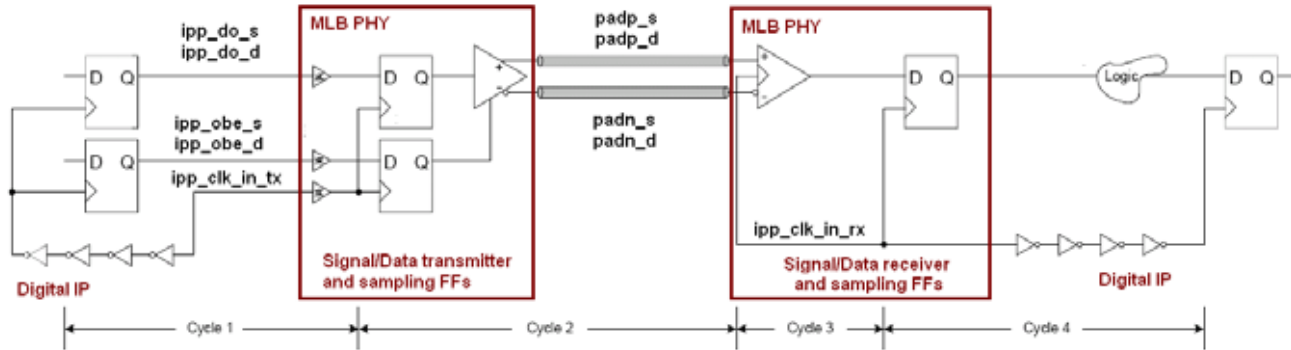 MLB PHY
MLB PHY
ipp_do_s
ipp_do_d
padp_s
padp_d
D Q
D Q
+
-
+
-
D Q
Logic
D Q
ipp_obe_s
ipp_obe_d
padn_s
padn_d
D Q
D Q
ipp_clk_in_tx
ipp_clk_in_rx
Signal/Data transmitter
and sampling FFs
Signal/Data receiver
and sampling FFs
Digital IP
Digital IP
Cycle 1
Cycle 2
Cycle 3
Cycle 4